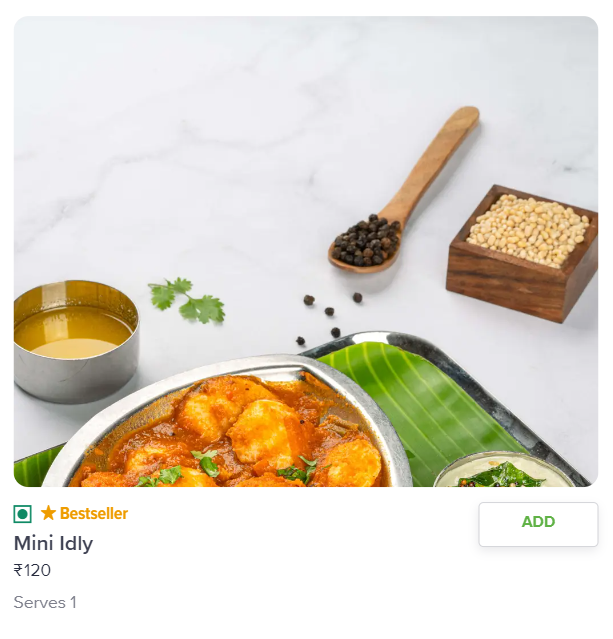 Bestseller
ADD
Mini Idly
₹120
Serves 1